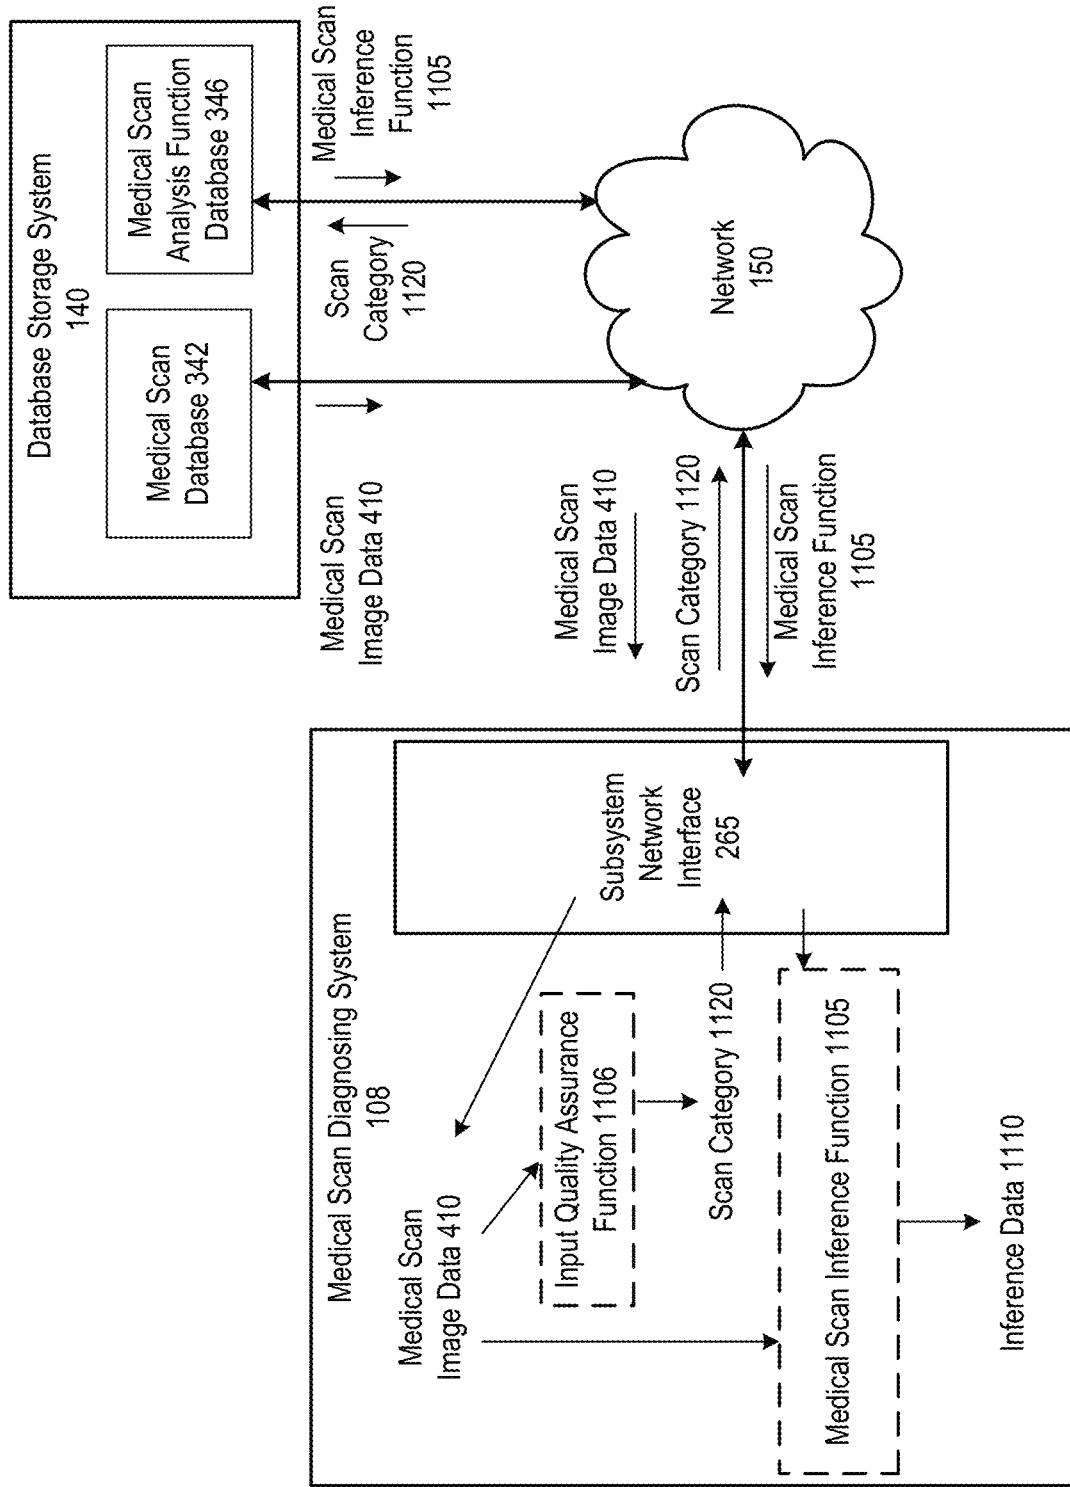 Medical Scan Diagnosing System
108
Medical Scan
Image Data 410
Input Quality Assurance
Function 1106
Scan Category 1120
Medical Scan Inference Function 1105
Inference Data 1110
Subsystem
Network
Interface
265
Medical Scan
Image Data 410
Scan Category 1120
Medical Scan
Inference Function
1105
Database Storage System
140
Medical Scan
Database 342
Medical Scan
Analysis Function
Database 346
Medical Scan
Image Data 410
Scan
Category
1120
Medical Scan
Inference
Function
1105
Network
150